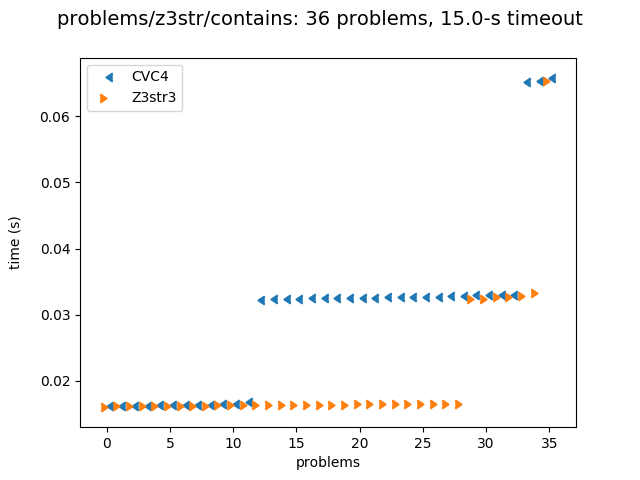 problems/z3str/contains: 36 problems, 15.0-s timeout
CVC4
Z3str3
0.06
0.05
0.04
0.03
0.02
time (s)
0 5 10 15 20 25 30 35
problems